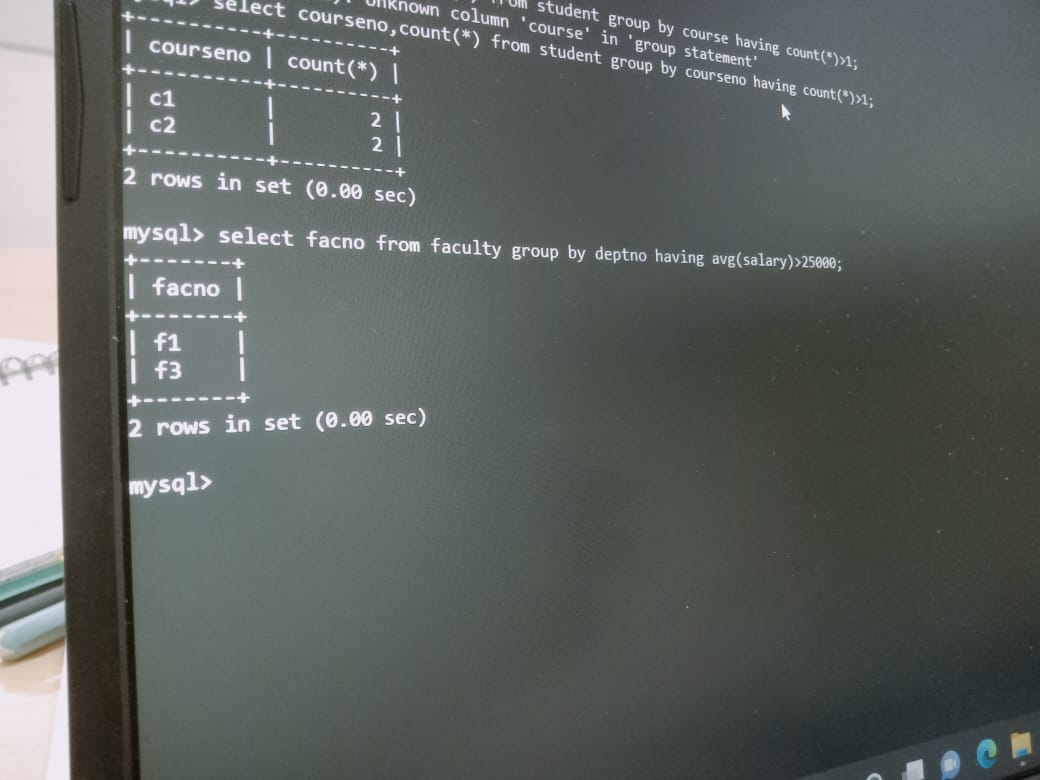 unknown column 'course' in 'group statement'
from student group by course having count(*)>1;
select courseno,count(*) from student group by courseno having count(*)>1;
+-----------+----------+
| courseno | count(*) |
+-----------+----------+
| c1 | 2 |
| c2 | 2 |
+-----------+----------+
2 rows in set (0.00 sec)
mysql> select facno from faculty group by deptno having avg(salary)>25000;
+-------+
| facno |
+-------+
| f1 |
| f3 |
+-------+
2 rows in set (0.00 sec)
mysql>